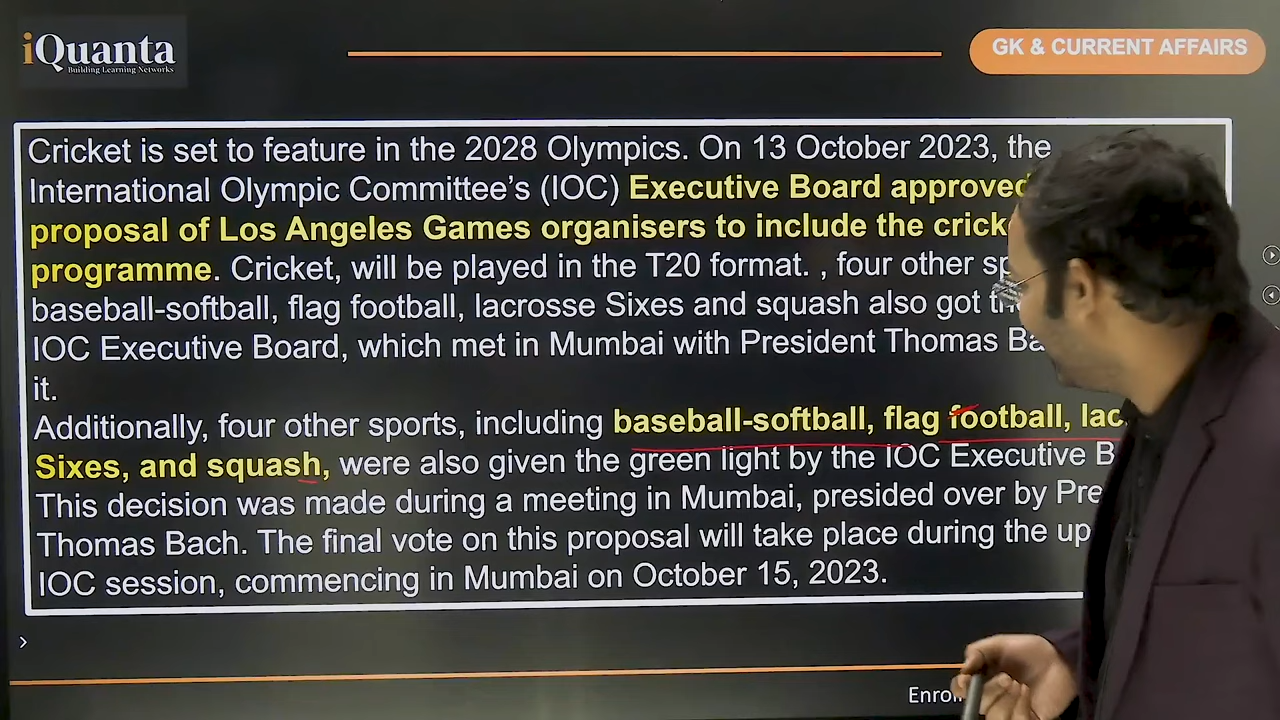 iQuanta
Building Learning Networks
GK & CURRENT AFFAIRS
Cricket is set to feature in the 2028 Olympics. On 13 October 2023, the
International Olympic Committee’s (IOC) Executive Board approved
proposal of Los Angeles Games organisers to include the
programme. Cricket, will be played in the T20 format. , four other
baseball-softball, flag football, lacrosse Sixes and squash also got
IOC Executive Board, which met in Mumbai with President Thomas
it.
Additionally, four other sports, including baseball-softball, flag football,
Sixes, and squash, were also given the green light by the IOC Executive
This decision was made during a meeting in Mumbai, presided over by
Thomas Bach. The final vote on this proposal will take place during the
IOC session, commencing in Mumbai on October 15, 2023.